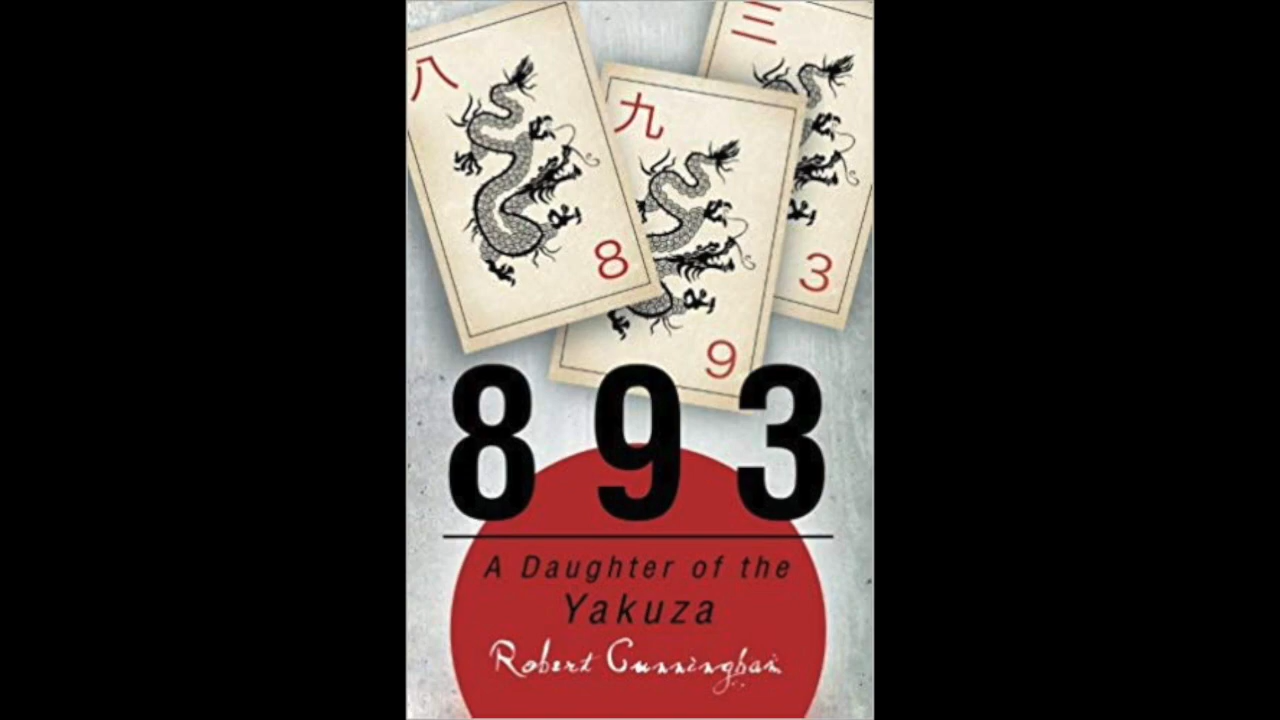 八
8
九
9
三
3
893
A Daughter of the
Yakuza
Robert Cunningham